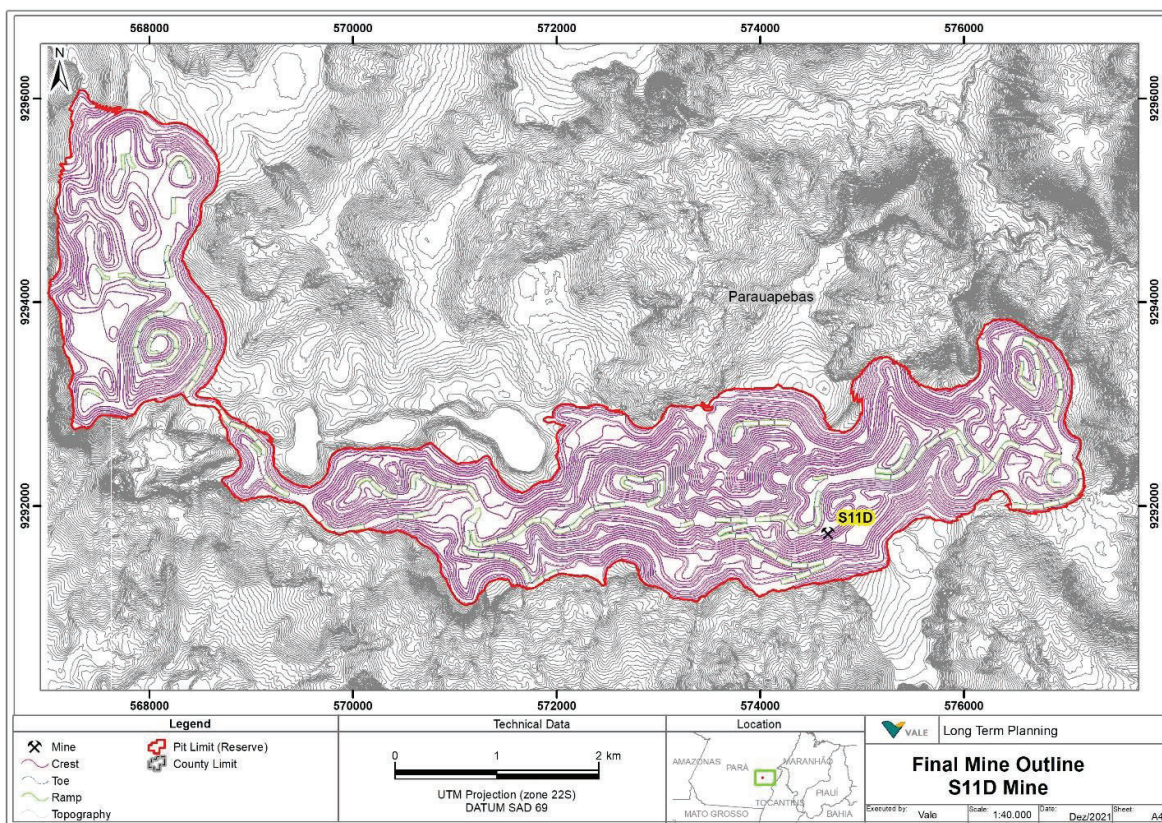 568000 570000 572000 574000 576000
N
9296000 9296000
9294000 9294000
Parauapebas
9292000 9292000
S11D
568000 570000 572000 574000 576000
Legend
Mine
Crest
Toe
Ramp
Topography
Pit Limit (Reserve)
County Limit
Technical Data
0 1 2 km
UTM Projection (zone 22S)
DATUM SAD 69
Location
AMAZONAS PARÁ MARANHÃO
PIAUÍ
TOCANTINS
MATO GROSSO BAHIA
VALE Long Term Planning
Final Mine Outline
S11D Mine
Executed by: Vale Scale: 1:40.000 Date: Dez/2021 Sheet: A4